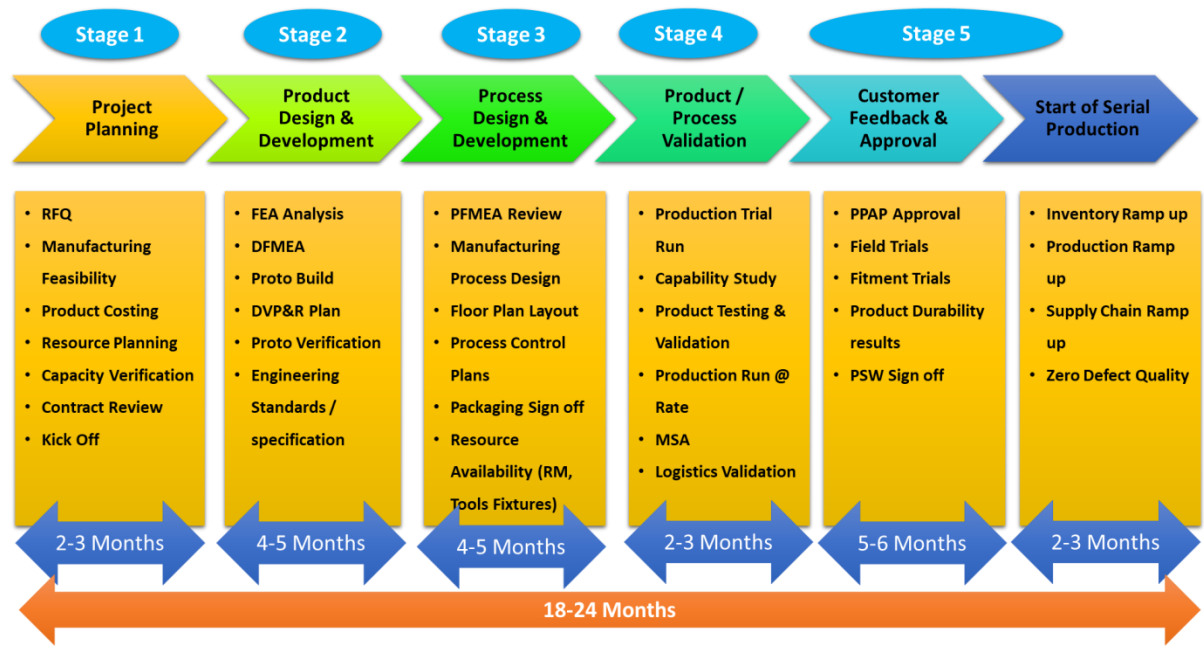 Stage 1
Stage 2
Stage 3
Stage 4
Stage 5
Project
Planning
Product
Design &
Development
Process
Design &
Development
Product /
Process
Validation
Customer
Feedback &
Approval
Start of Serial
Production
• RFQ
• Manufacturing
Feasibility
• Product Costing
• Resource Planning
• Capacity Verification
• Contract Review
• Kick Off
• FEA Analysis
• DFMEA
• Proto Build
• DVP&R Plan
• Proto Verification
• Engineering
Standards /
specification
• PFMEA Review
• Manufacturing
Process Design
• Floor Plan Layout
• Process Control
Plans
• Packaging Sign off
• Resource
Availability (RM,
Tools Fixtures)
• Production Trial
Run
• Capability Study
• Product Testing &
Validation
• Production Run @
Rate
• MSA
• Logistics Validation
• PPAP Approval
• Field Trials
• Fitment Trials
• Product Durability
results
• PSW Sign off
• Inventory Ramp up
• Production Ramp
up
• Supply Chain Ramp
up
• Zero Defect Quality
2-3 Months
4-5 Months
4-5 Months
2-3 Months
5-6 Months
2-3 Months
18-24 Months